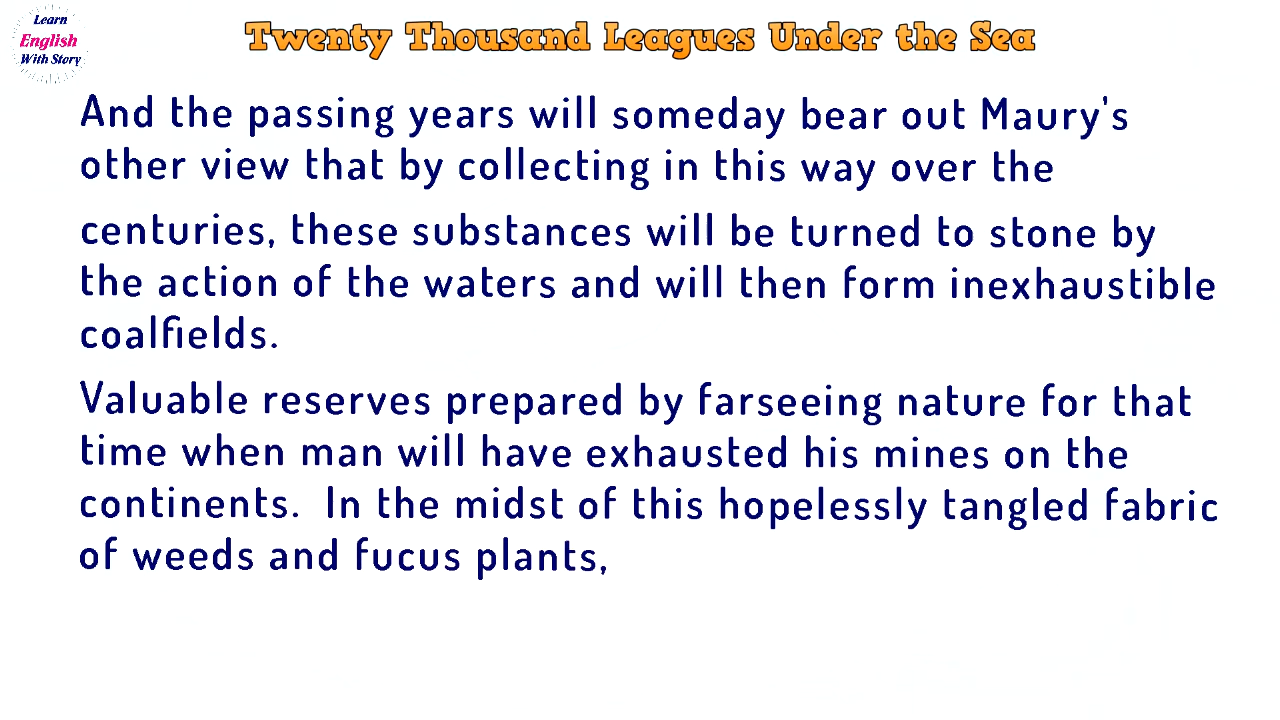 Learn
English
With Story
Twenty Thousand Leagues Under the Sea
And the passing years will someday bear out Maury's
other view that by collecting in this way over the
centuries, these substances will be turned to stone by
the action of the waters and will then form inexhaustible
coalfields.
Valuable reserves prepared by farseeing nature for that
time when man will have exhausted his mines on the
continents.  In the midst of this hopelessly tangled fabric
of weeds and fucus plants,